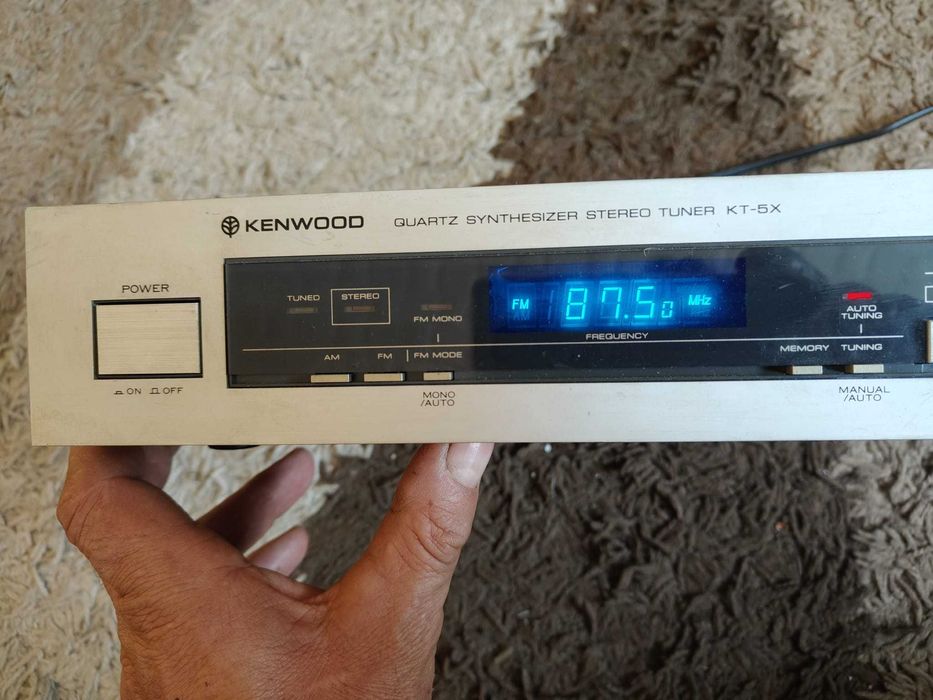 KENWOOD QUARTZ SYNTHESIZER STEREO TUNER KT-5X
POWER
ON OFF
TUNED STEREO
FM MONO
FM 87.50 MHz
FREQUENCY
AUTO
TUNING
AM FM FM MODE MEMORY TUNING
MONO
/AUTO
MANUAL
/AUTO